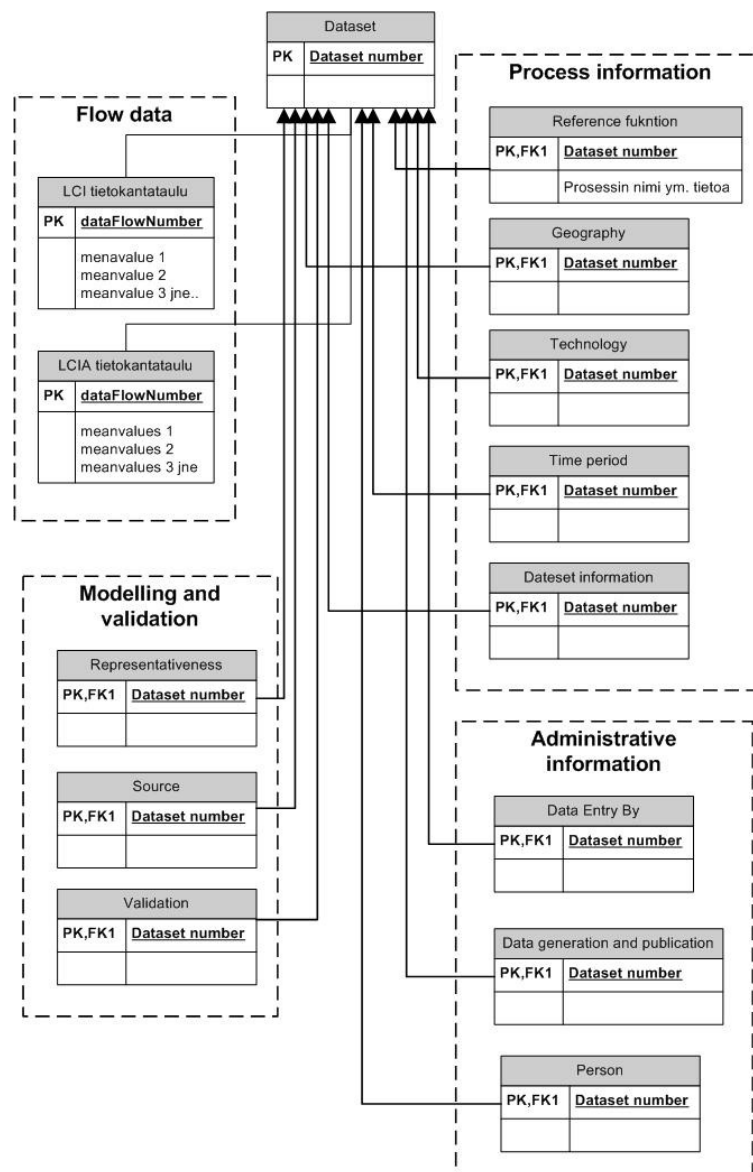 Dataset
PK Dataset number
Flow data
LCI tietokantataulu
PK dataFlowNumber
menavalue 1
meanvalue 2
meanvalue 3 jne..
LCIA tietokantataulu
PK dataFlowNumber
meanvalues 1
meanvalues 2
meanvalues 3 jne
Process information
Reference fukntion
PK,FK1 Dataset number
Prosessin nimi ym. tietoa
Geography
PK,FK1 Dataset number
Technology
PK,FK1 Dataset number
Time period
PK,FK1 Dataset number
Dateset information
PK,FK1 Dataset number
Modelling and
validation
Representativeness
PK,FK1 Dataset number
Source
PK,FK1 Dataset number
Validation
PK,FK1 Dataset number
Administrative
information
Data Entry By
PK,FK1 Dataset number
Data generation and publication
PK,FK1 Dataset number
Person
PK,FK1 Dataset number